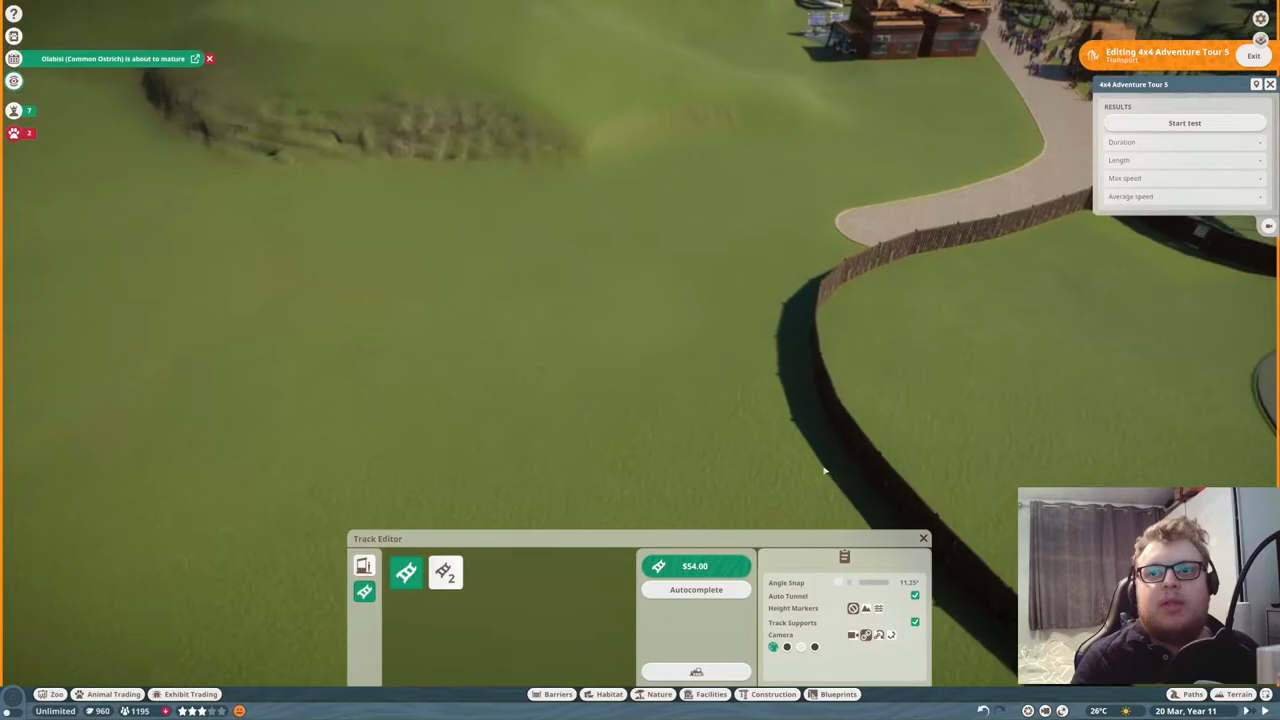 ?
Olabisi (Common Ostrich) is about to mature
7
2
Editing 4x4 Adventure Tour 5
Transport
Exit
4x4 Adventure Tour 5
RESULTS
Start test
Duration -
Length -
Max speed -
Average speed -
Track Editor
2
$54.00
Autocomplete
Angle Snap 11.25°
Auto Tunnel
Height Markers
Track Supports
Camera
Zoo Animal Trading Exhibit Trading Barriers Habitat Nature Facilities Construction Blueprints Paths Terrain
Unlimited 960 1195 26°C 20 Mar, Year 11